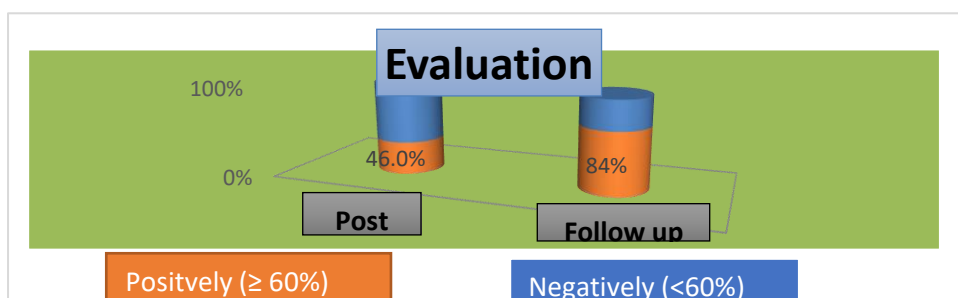 Evaluation
100%
0%
46.0%
84%
Post
Follow up
Positvely (≥ 60%)
Negatively (<60%)